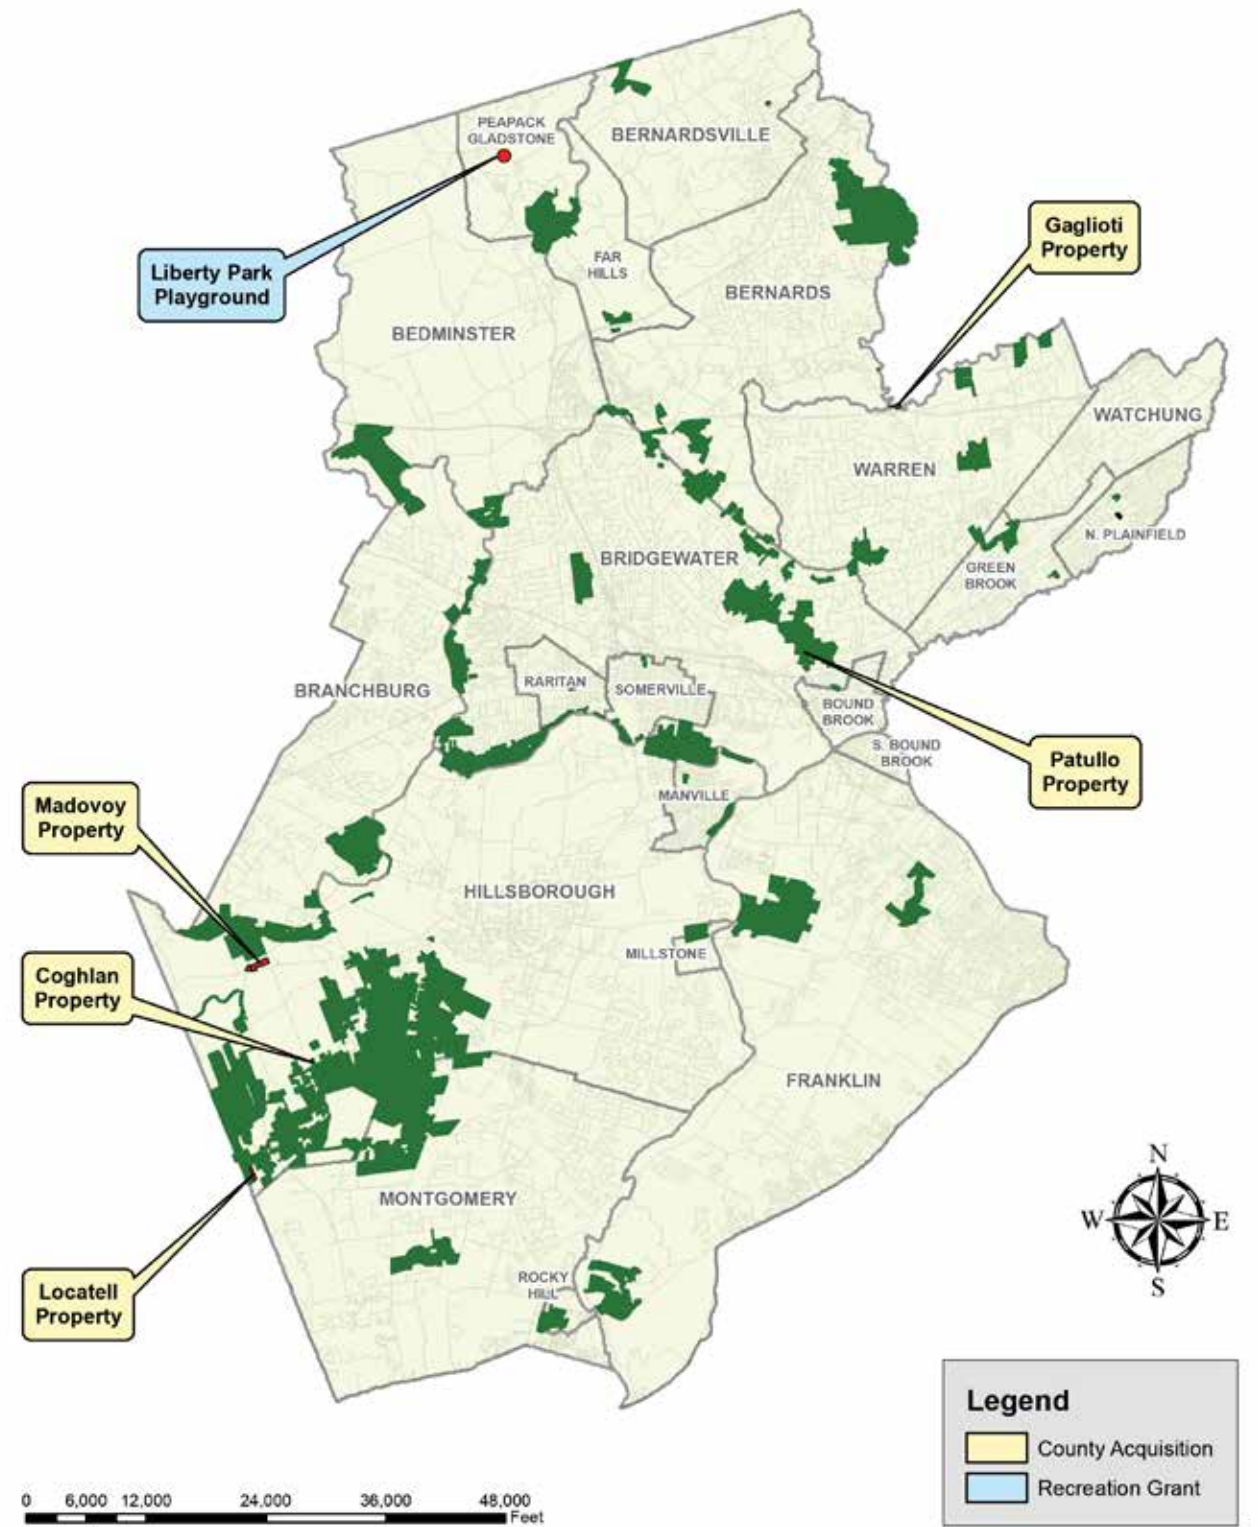 PEAPACK
GLADSTONE
BERNARDSVILLE
Gaglioti
Property
Liberty Park
Playground
FAR
HILLS
BERNARDS
BEDMINSTER
WATCHUNG
WARREN
N. PLAINFIELD
BRIDGEWATER
GREEN
BROOK
BRANCHBURG
RARITAN
SOMERVILLE
BOUND
BROOK
S. BOUND
BROOK
Patullo
Property
Madovoy
Property
MANVILLE
HILLSBOROUGH
MILLSTONE
Coghlan
Property
FRANKLIN
MONTGOMERY
N
W E
S
Locatell
Property
ROCKY
HILL
Legend
County Acquisition
Recreation Grant
0 6,000 12,000 24,000 36,000 48,000
Feet